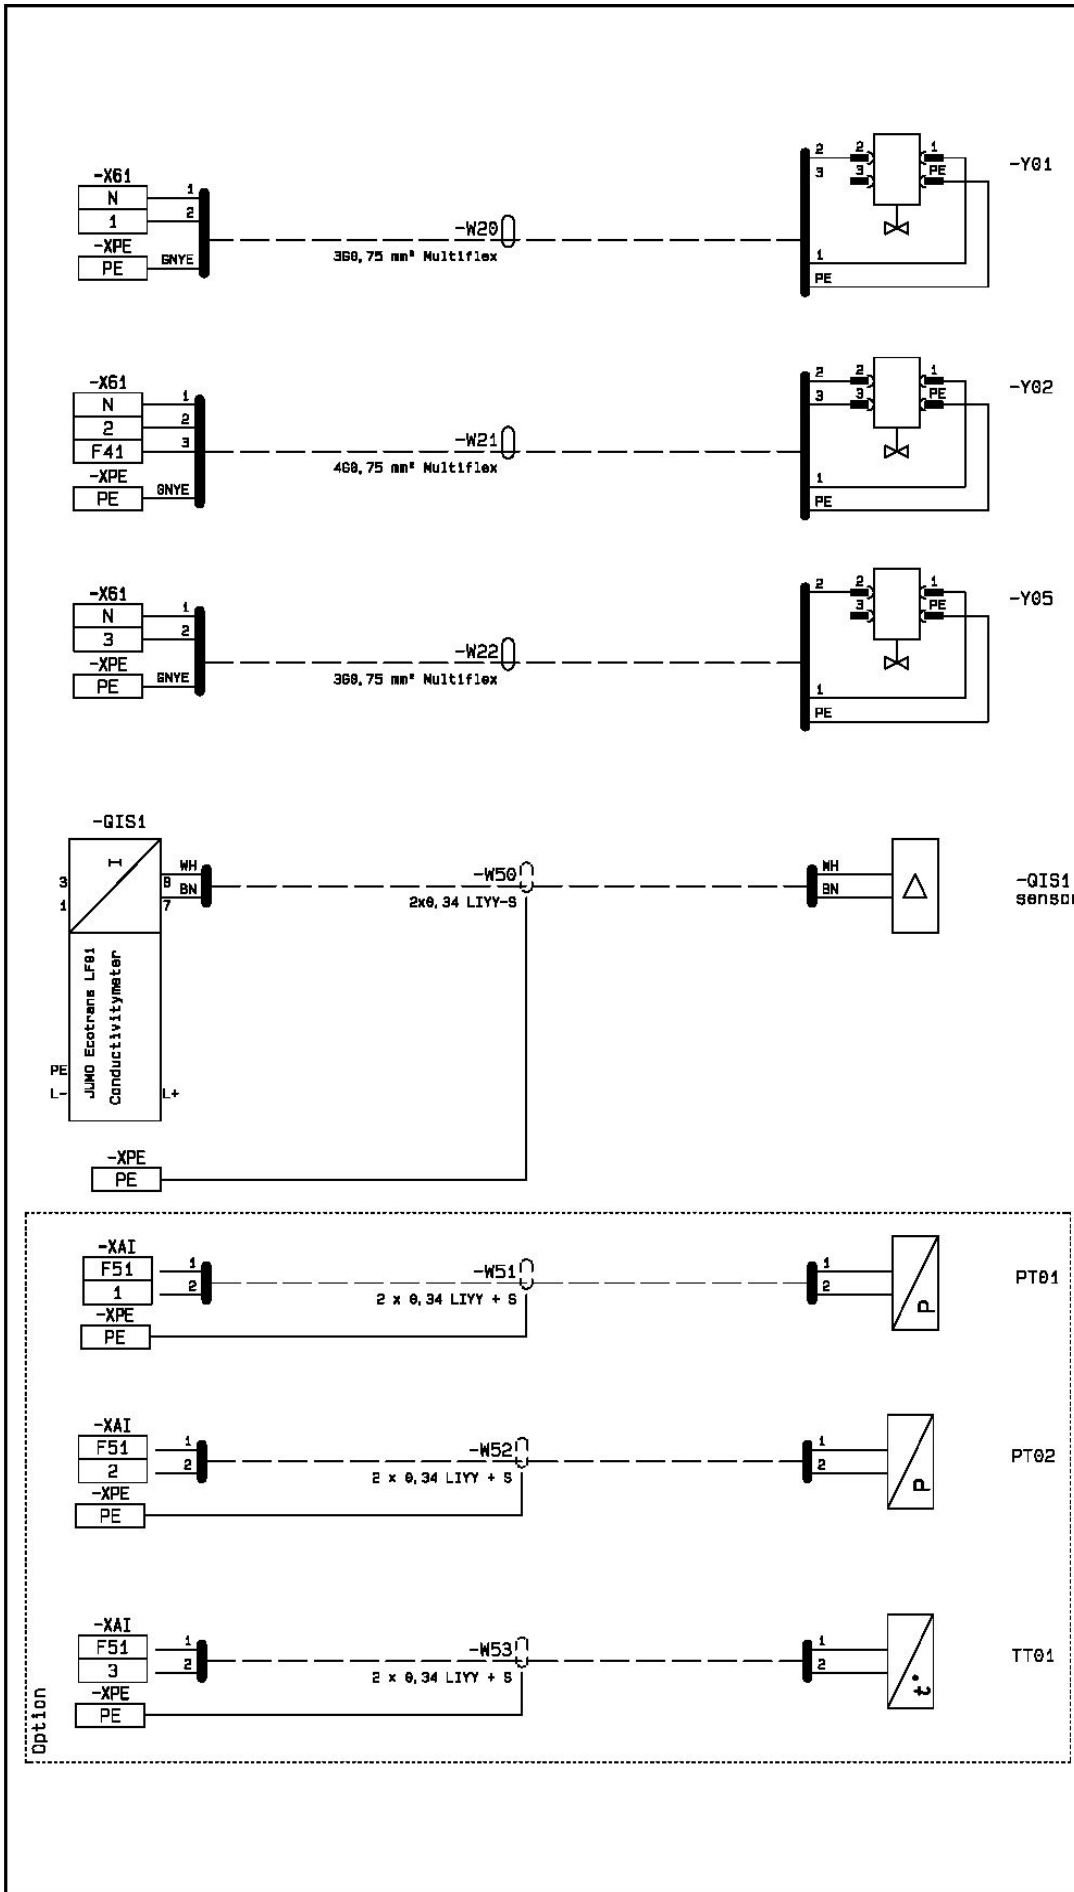 -X61
N
1
-XPE
PE
1
2
GNYE
-W20
3G0,75 mm² Multiflex
2
3
1
PE
2
3
1
PE
-Y01
-X61
N
2
F41
-XPE
PE
1
2
3
GNYE
-W21
4G0,75 mm² Multiflex
2
3
1
PE
2
3
1
PE
-Y02
-X61
N
3
-XPE
PE
1
2
GNYE
-W22
3G0,75 mm² Multiflex
2
1
PE
2
3
1
PE
-Y05
-QIS1
I
3
1
8
7
WH
BN
JUMO Ecotrans LF01
Conductivitymeter
PE
L-
L+
-W50
2x0,34 LIYY-S
WH
BN
-QIS1
sensor
-XPE
PE
-XAI
F51
1
-XPE
PE
1
2
-W51
2 x 0,34 LIYY + S
1
2
P
PT01
-XAI
F51
2
-XPE
PE
1
2
-W52
2 x 0,34 LIYY + S
1
2
P
PT02
-XAI
F51
3
-XPE
PE
1
2
-W53
2 x 0,34 LIYY + S
1
2
t°
TT01
Option